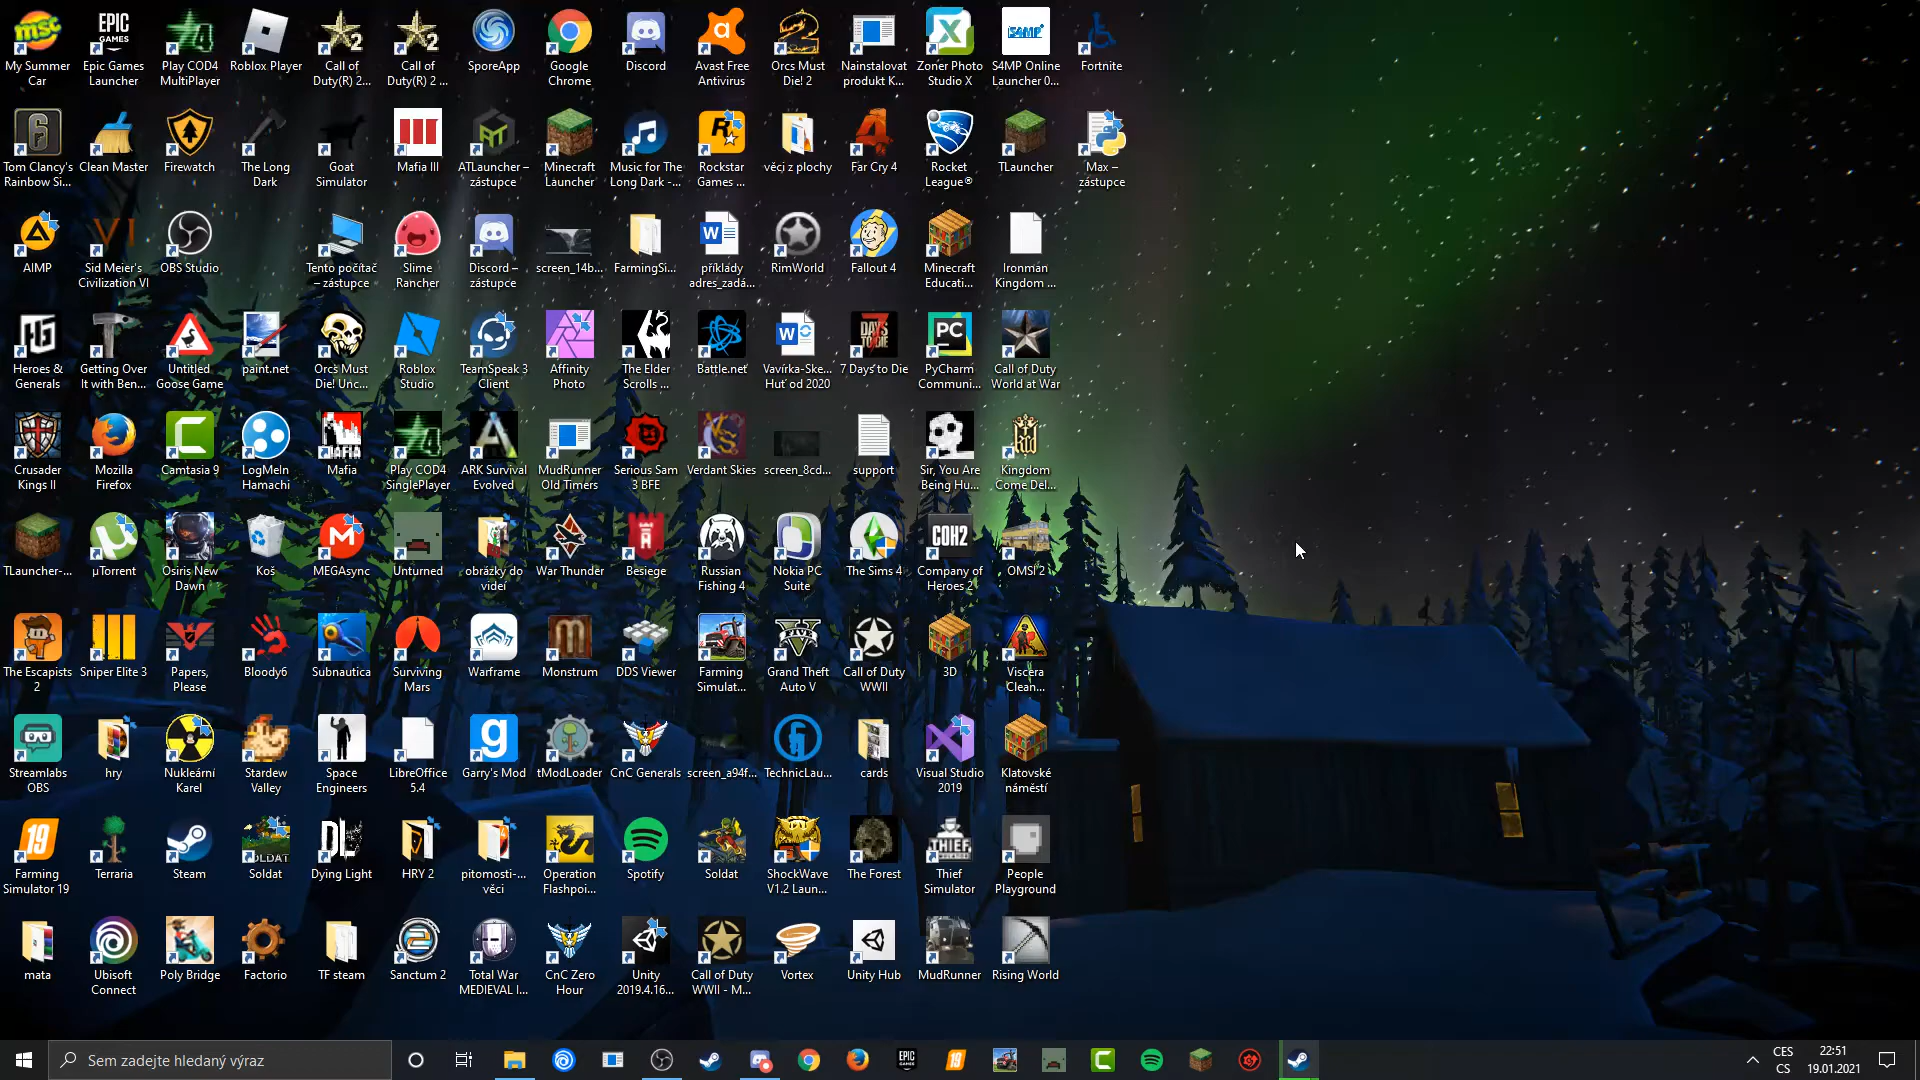 My Summer
Car
Epic Games
Launcher
Play COD4
MultiPlayer
Roblox Player
Call of
Duty(R) 2...
Call of
Duty(R) 2 ...
SporeApp
Google
Chrome
Discord
Avast Free
Antivirus
Orcs Must
Die! 2
Nainstalovat
produkt K...
Zoner Photo
Studio X
S4MP Online
Launcher 0...
Fortnite
Tom Clancy's
Rainbow Si...
Clean Master
Firewatch
The Long
Dark
Goat
Simulator
Mafia III
ATLauncher –
zástupce
Minecraft
Launcher
Music for The
Long Dark -...
Rockstar
Games ...
věci z plochy
Far Cry 4
Rocket
League®
TLauncher
Max –
zástupce
AIMP
Sid Meier's
Civilization VI
OBS Studio
Tento počítač
– zástupce
Slime
Rancher
Discord –
zástupce
screen_14b...
FarmingSi...
příklady
adres_zadá...
RimWorld
Fallout 4
Minecraft
Educati...
Ironman
Kingdom ...
Heroes &
Generals
Getting Over
It with Ben...
Untitled
Goose Game
paint.net
Orcs Must
Die! Unc...
Roblox
Studio
TeamSpeak 3
Client
Affinity
Photo
The Elder
Scrolls ...
Battle.net
Vavírka-Ske...
Huť od 2020
7 Days to Die
PyCharm
Communi...
Call of Duty
World at War
Crusader
Kings II
Mozilla
Firefox
Camtasia 9
LogMeIn
Hamachi
Mafia
Play COD4
SinglePlayer
ARK Survival
Evolved
MudRunner
Old Timers
Serious Sam
3 BFE
Verdant Skies
screen_8cd...
support
Sir, You Are
Being Hu...
Kingdom
Come Del...
TLauncher-...
µTorrent
Osiris New
Dawn
Koš
MEGAsync
Unturned
obrázky do
videí
War Thunder
Besiege
Russian
Fishing 4
Nokia PC
Suite
The Sims 4
Company of
Heroes 2
OMSI 2
The Escapists
2
Sniper Elite 3
Papers,
Please
Bloody6
Subnautica
Surviving
Mars
Warframe
Monstrum
DDS Viewer
Farming
Simulat...
Grand Theft
Auto V
Call of Duty
WWII
3D
Viscera
Clean...
Streamlabs
OBS
hry
Nukleární
Karel
Stardew
Valley
Space
Engineers
LibreOffice
5.4
Garry's Mod
tModLoader
CnC Generals
screen_a94f...
TechnicLau...
cards
Visual Studio
2019
Klatovské
náměstí
Farming
Simulator 19
Terraria
Steam
Soldat
Dying Light
HRY 2
pitomosti-...
věci
Operation
Flashpoi...
Spotify
Soldat
ShockWave
V1.2 Laun...
The Forest
Thief
Simulator
People
Playground
mata
Ubisoft
Connect
Poly Bridge
Factorio
TF steam
Sanctum 2
Total War
MEDIEVAL I...
CnC Zero
Hour
Unity
2019.4.16...
Call of Duty
WWII - M...
Vortex
Unity Hub
MudRunner
Rising World
Sem zadejte hledaný výraz
CES
CS
22:51
19.01.2021